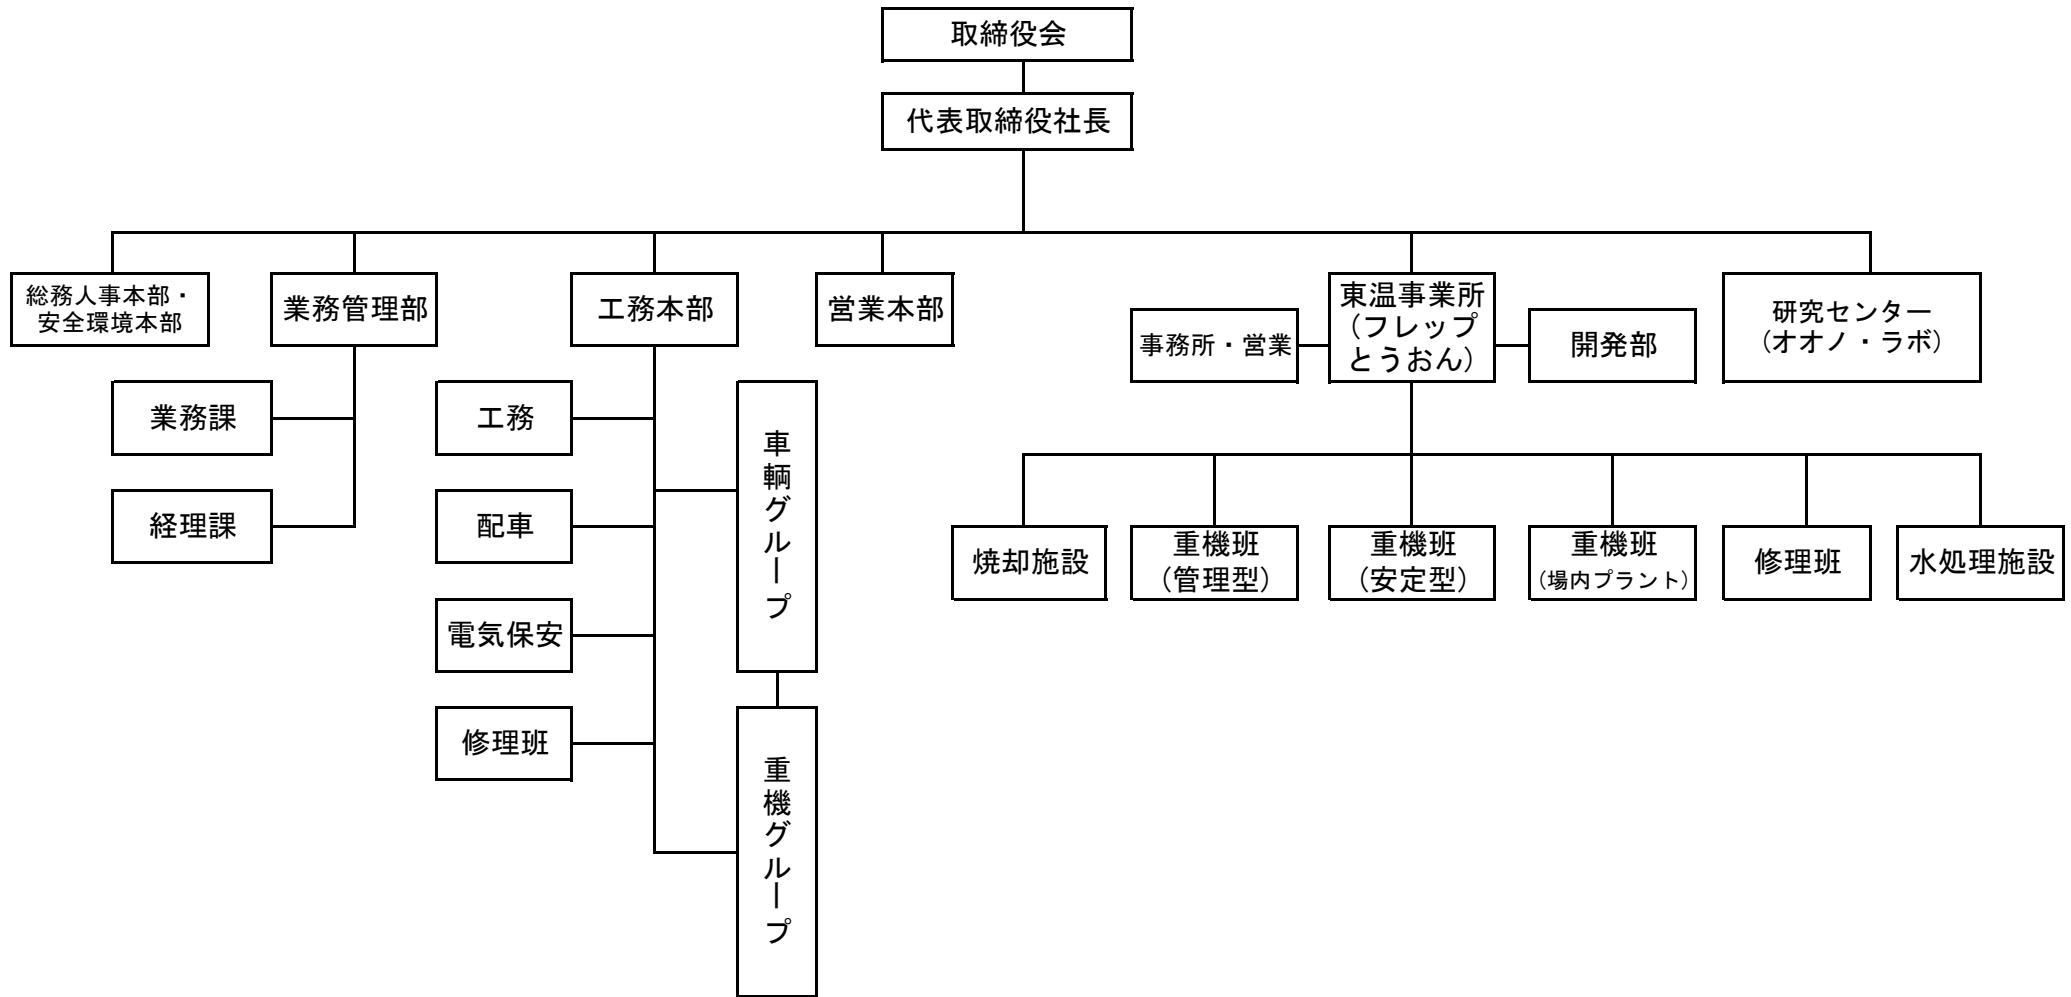 取締役会
代表取締役社長
総務人事本部・
安全環境本部
業務管理部
工務本部
営業本部
事務所・営業
東温事業所
（フレップ
とうおん）
開発部
研究センター
（オオノ・ラボ）
業務課
経理課
工務
配車
電気保安
修理班
車輌グループ
重機グループ
焼却施設
重機班
（管理型）
重機班
（安定型）
重機班
（場内プラント）
修理班
水処理施設